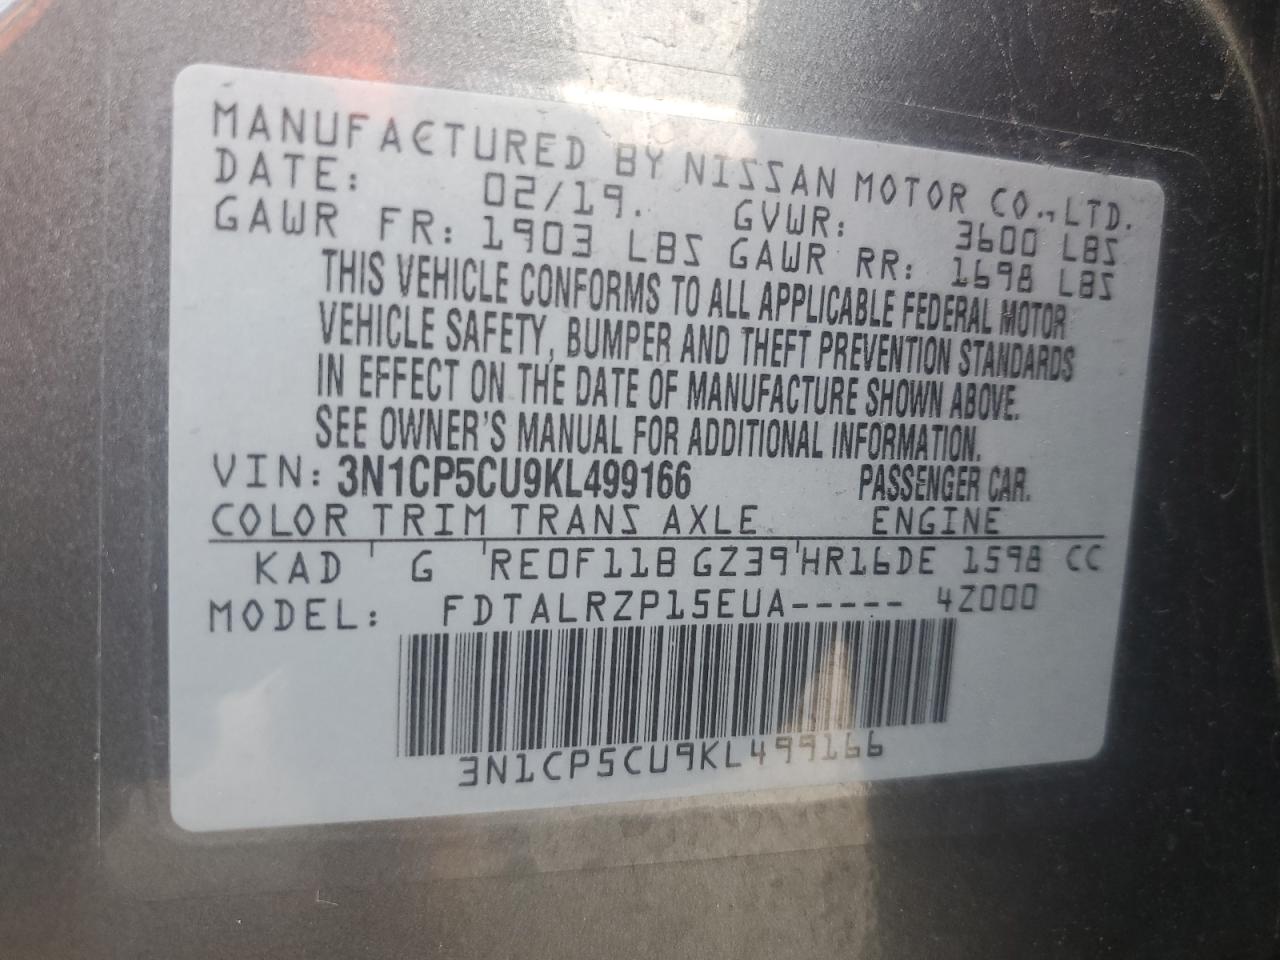 MANUFACTURED BY NISSAN MOTOR CO.,LTD.
DATE: 02/19. GVWR: 3600 LBS
GAWR FR: 1903 LBS GAWR RR: 1698 LBS
THIS VEHICLE CONFORMS TO ALL APPLICABLE FEDERAL MOTOR
VEHICLE SAFETY, BUMPER AND THEFT PREVENTION STANDARDS
IN EFFECT ON THE DATE OF MANUFACTURE SHOWN ABOVE.
SEE OWNER'S MANUAL FOR ADDITIONAL INFORMATION.
VIN: 3N1CP5CU9KL499166 PASSENGER CAR.
COLOR TRIM TRANS AXLE ENGINE
KAD G RE0F11B GZ39 HR16DE 1598 CC
MODEL: FDTALRZP15EUA----- 4Z000
3N1CP5CU9KL499166